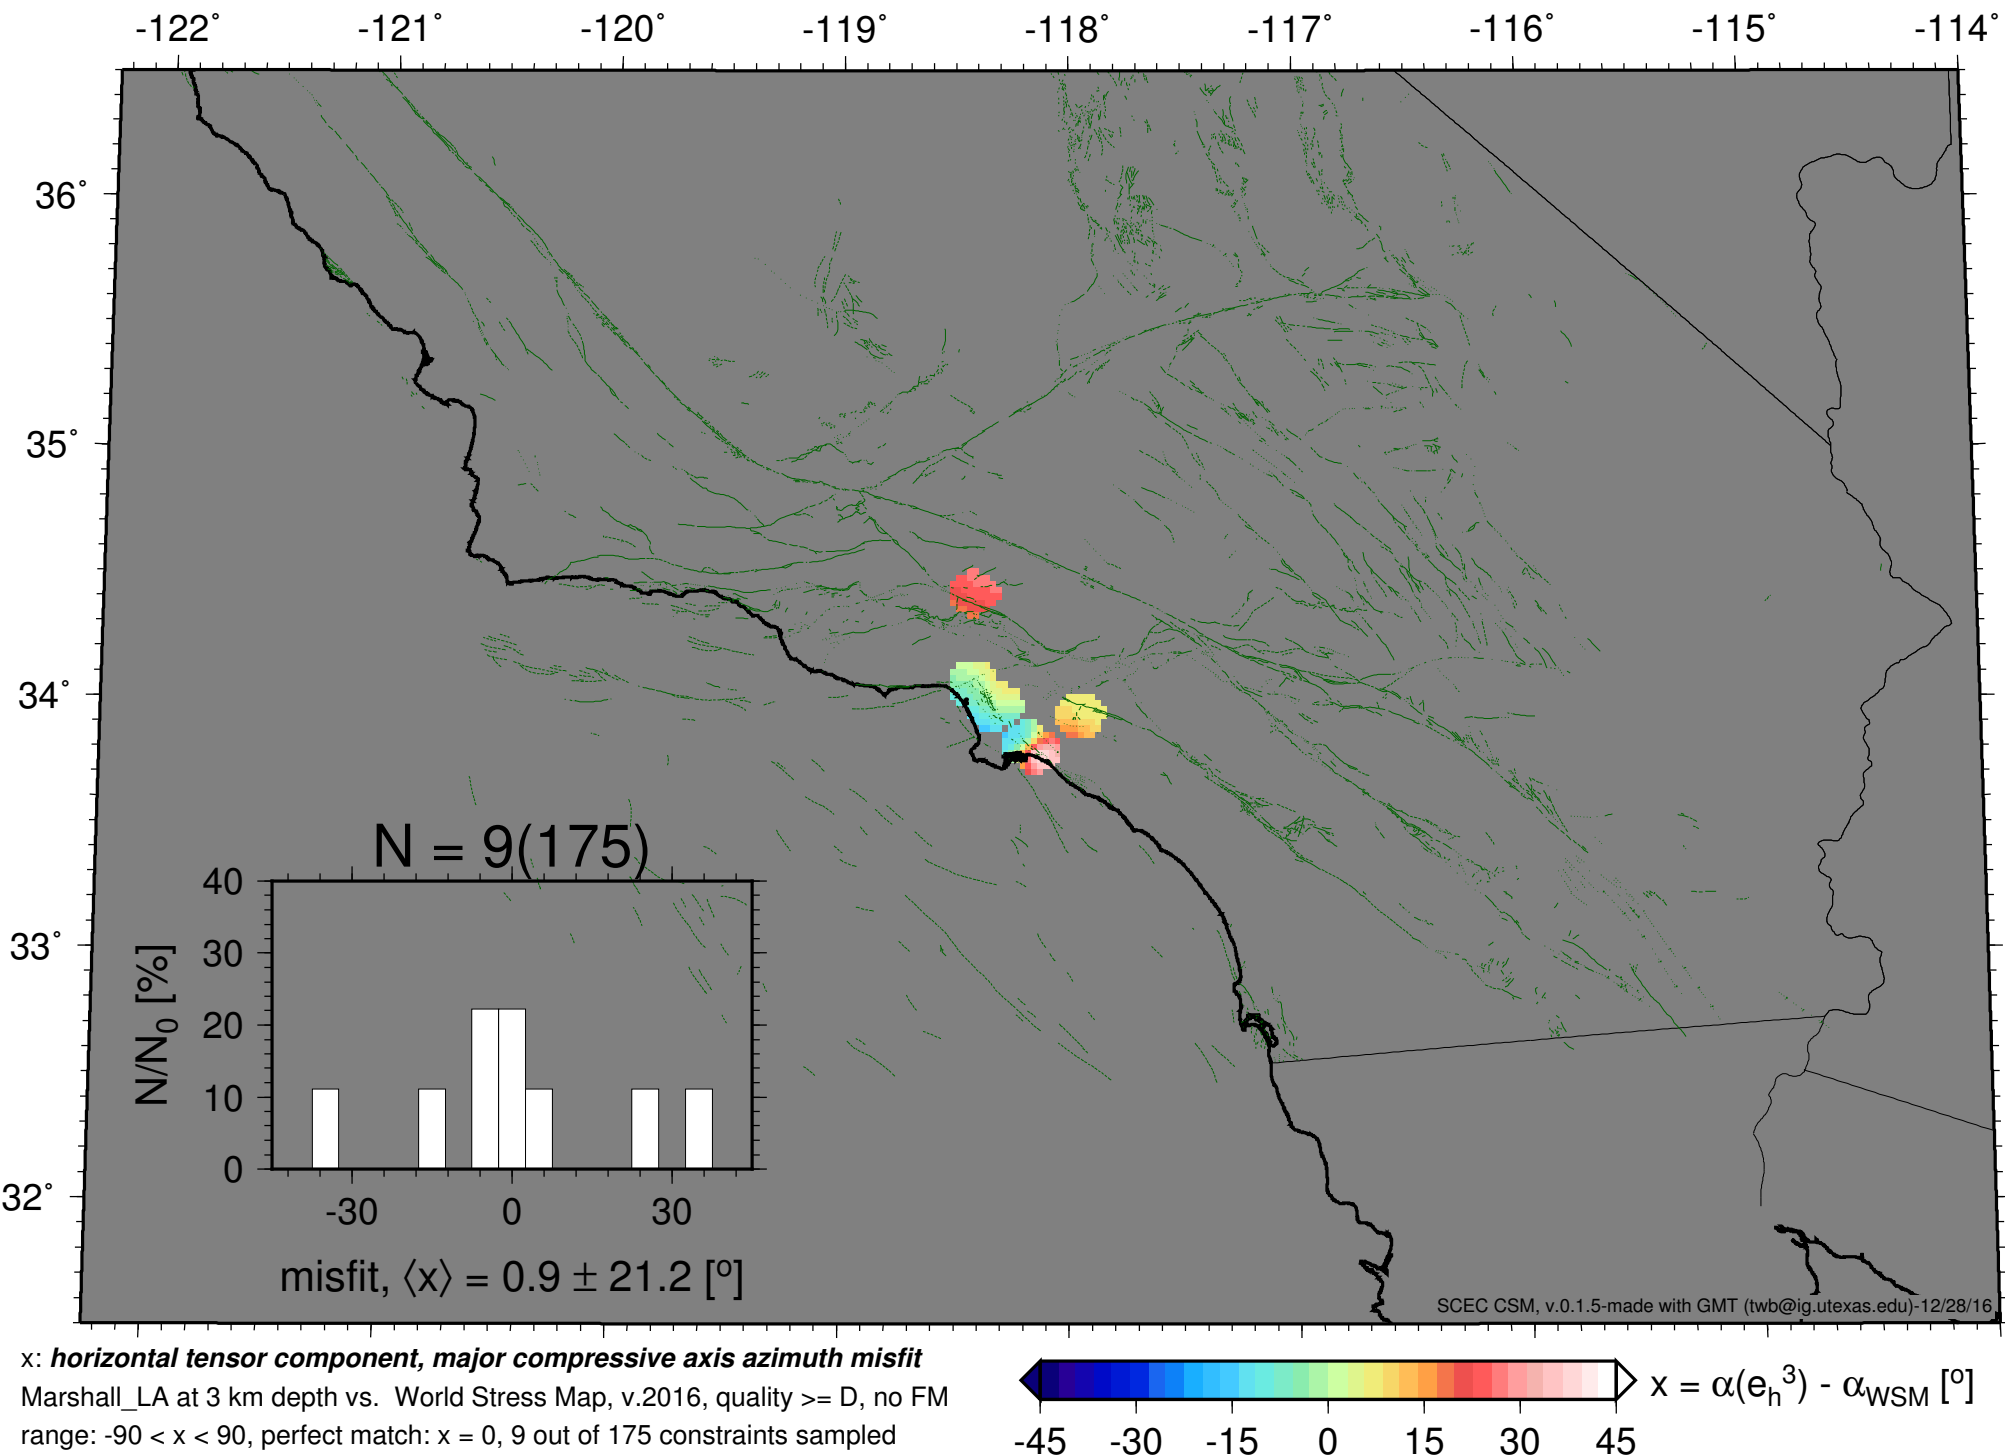 -122° -121° -120° -119° -118° -117° -116° -115° -114°
36°
35°
34°
33°
32°
N = 9(175)
40
30
20
10
0
N/N0 [%]
-30 0 30
misfit, ⟨x⟩ = 0.9 ± 21.2 [°]
SCEC CSM, v.0.1.5-made with GMT (twb@ig.utexas.edu)-12/28/16
x: horizontal tensor component, major compressive axis azimuth misfit
Marshall_LA at 3 km depth vs. World Stress Map, v.2016, quality >= D, no FM
range: -90 < x < 90, perfect match: x = 0, 9 out of 175 constraints sampled
x = α(eh3) - αWSM [°]
-45 -30 -15 0 15 30 45